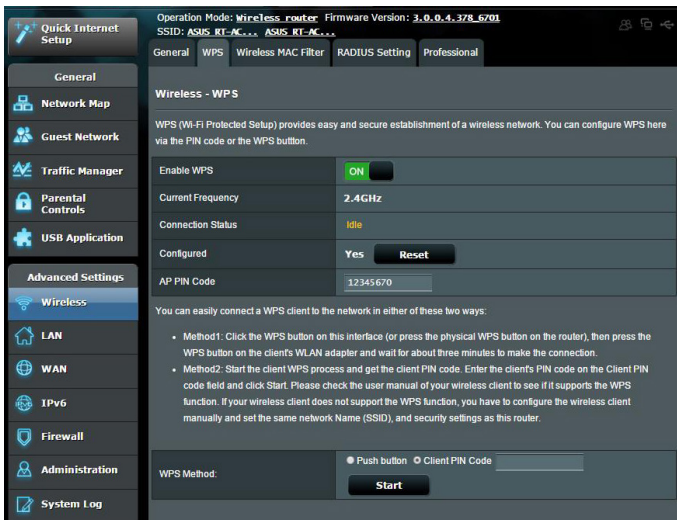 Quick Internet
Setup
Operation Mode: Wireless router Firmware Version: 3.0.0.4.378_6701
SSID: ASUS_RT-AC... ASUS_RT-AC...
General WPS Wireless MAC Filter RADIUS Setting Professional
General
Network Map
Guest Network
Traffic Manager
Parental
Controls
USB Application
Advanced Settings
Wireless
LAN
WAN
IPv6
Firewall
Administration
System Log
Wireless - WPS
WPS (Wi-Fi Protected Setup) provides easy and secure establishment of a wireless network. You can configure WPS here
via the PIN code or the WPS buttton.
Enable WPS ON
Current Frequency 2.4GHz
Connection Status Idle
Configured Yes Reset
AP PIN Code 12345670
You can easily connect a WPS client to the network in either of these two ways:
• Method1: Click the WPS button on this interface (or press the physical WPS button on the router), then press the
WPS button on the client's WLAN adapter and wait for about three minutes to make the connection.
• Method2: Start the client WPS process and get the client PIN code. Enter the client's PIN code on the Client PIN
code field and click Start. Please check the user manual of your wireless client to see if it supports the WPS
function. If your wireless client does not support the WPS function, you have to configure the wireless client
manually and set the same network Name (SSID), and security settings as this router.
WPS Method: Push button Client PIN Code
Start